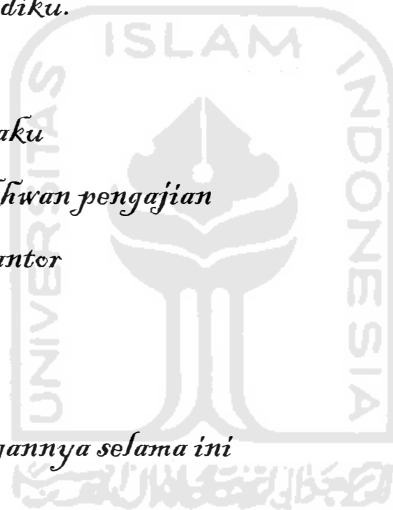 diku.
ISLAM
UNIVERSITAS
INDONESIA
aku
hwan pengajian
antor
gannya selama ini